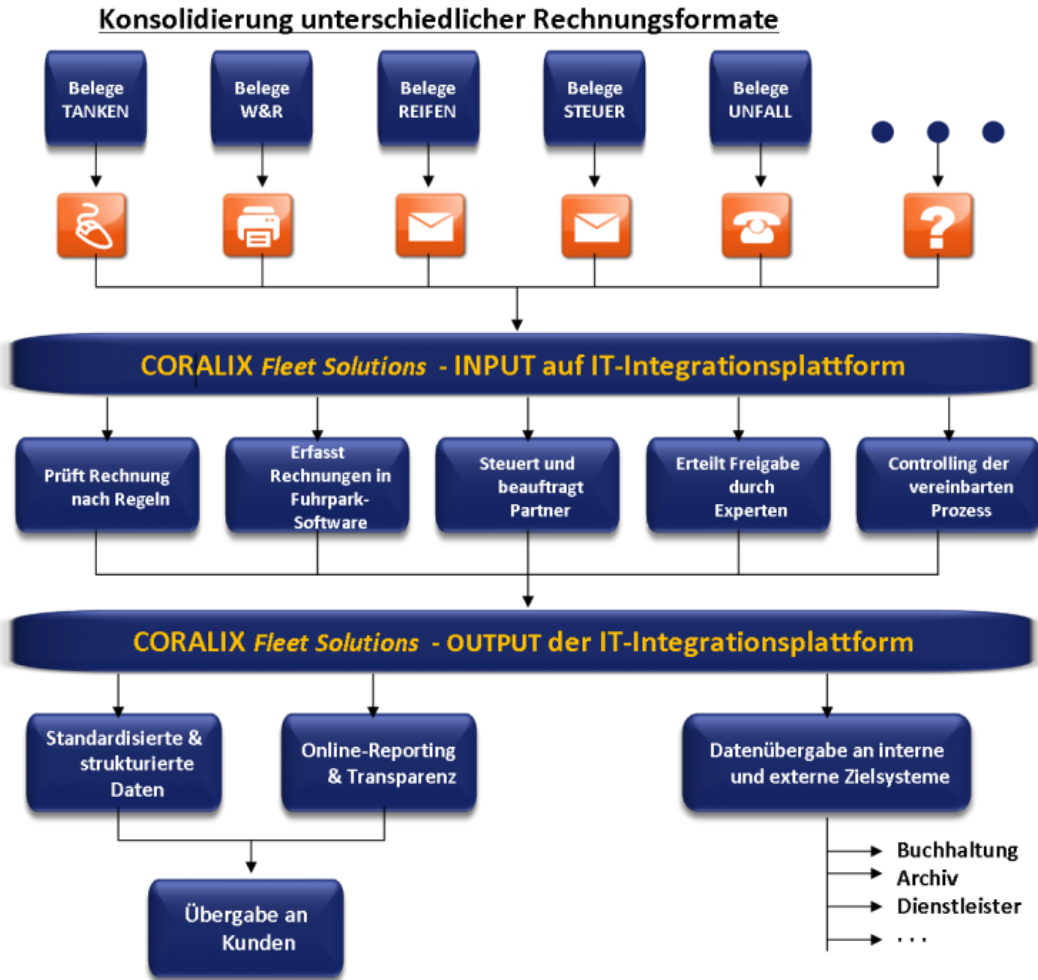 Konsolidierung unterschiedlicher Rechnungsformate
Belege
TANKEN
Belege
W&R
Belege
REIFEN
Belege
STEUER
Belege
UNFALL
?
CORALIX Fleet Solutions - INPUT auf IT-Integrationsplattform
Prüft Rechnung
nach Regeln
Erfasst
Rechnungen in
Fuhrpark-
Software
Steuert und
beauftragt
Partner
Erteilt Freigabe
durch
Experten
Controlling der
vereinbarten
Prozess
CORALIX Fleet Solutions - OUTPUT der IT-Integrationsplattform
Standardisierte &
strukturierte
Daten
Online-Reporting
& Transparenz
Datenübergabe an interne
und externe Zielsysteme
Übergabe an
Kunden
Buchhaltung
Archiv
Dienstleister
. . .